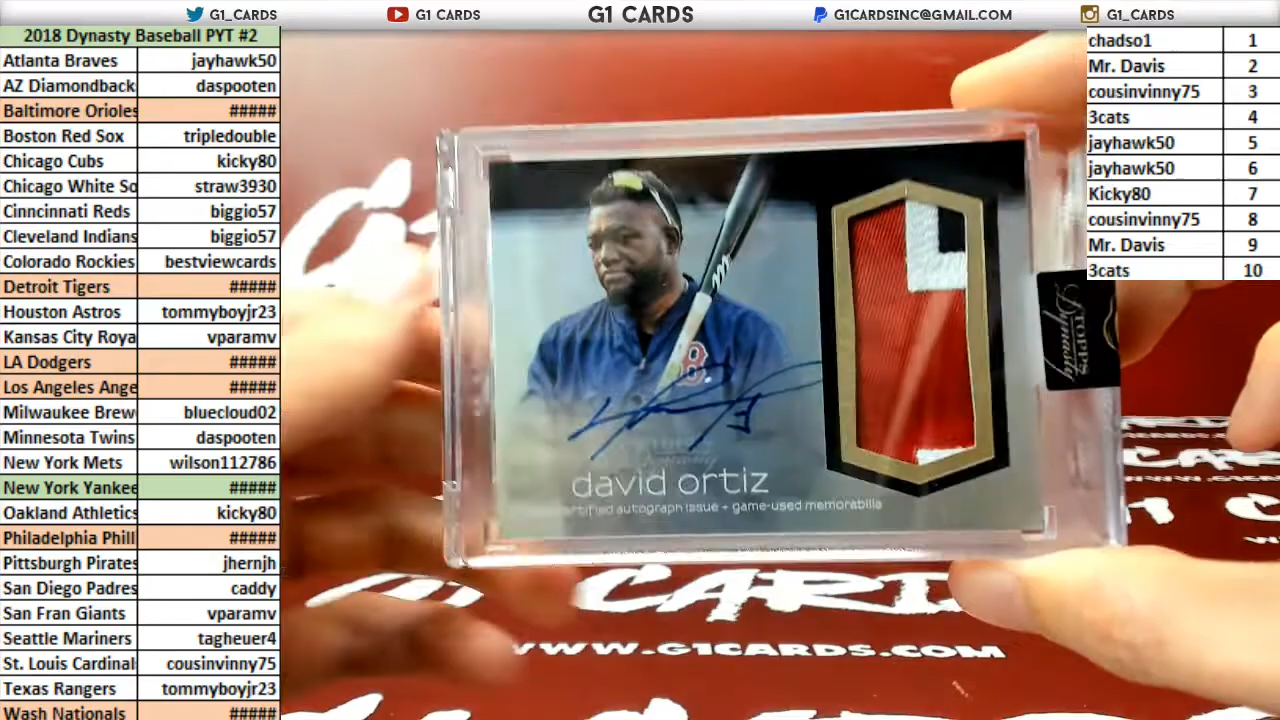 G1_CARDS
G1 CARDS
G1 CARDS
G1CARDSINC@GMAIL.COM
G1_CARDS
2018 Dynasty Baseball PYT #2
Atlanta Braves jayhawk50
AZ Diamondback daspooten
Baltimore Orioles #####
Boston Red Sox tripledouble
Chicago Cubs kicky80
Chicago White So straw3930
Cinncinnati Reds biggio57
Cleveland Indians biggio57
Colorado Rockies bestviewcards
Detroit Tigers #####
Houston Astros tommyboyjr23
Kansas City Roya vparamv
LA Dodgers #####
Los Angeles Ange #####
Milwaukee Brew bluecloud02
Minnesota Twins daspooten
New York Mets wilson112786
New York Yankee #####
Oakland Athletics kicky80
Philadelphia Phill #####
Pittsburgh Pirates jhernjh
San Diego Padres caddy
San Fran Giants vparamv
Seattle Mariners tagheuer4
St. Louis Cardinal cousinvinny75
Texas Rangers tommyboyjr23
Wash Nationals #####
chadso1 1
Mr. Davis 2
cousinvinny75 3
3cats 4
jayhawk50 5
jayhawk50 6
Kicky80 7
cousinvinny75 8
Mr. Davis 9
3cats 10
B
david ortiz
certified autograph issue + game-used memorabilia
TOPPS
Dynasty
CARDS
WWW.G1CARDS.COM